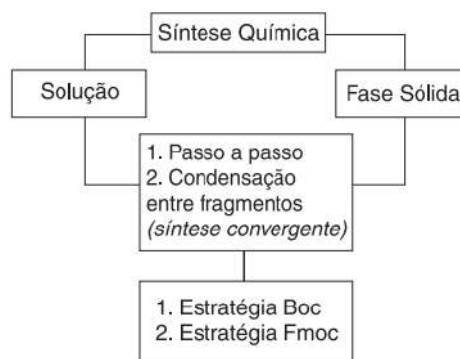 Síntese Química
Solução
Fase Sólida
1. Passo a passo
2. Condensação
entre fragmentos
(síntese convergente)
1. Estratégia Boc
2. Estratégia Fmoc